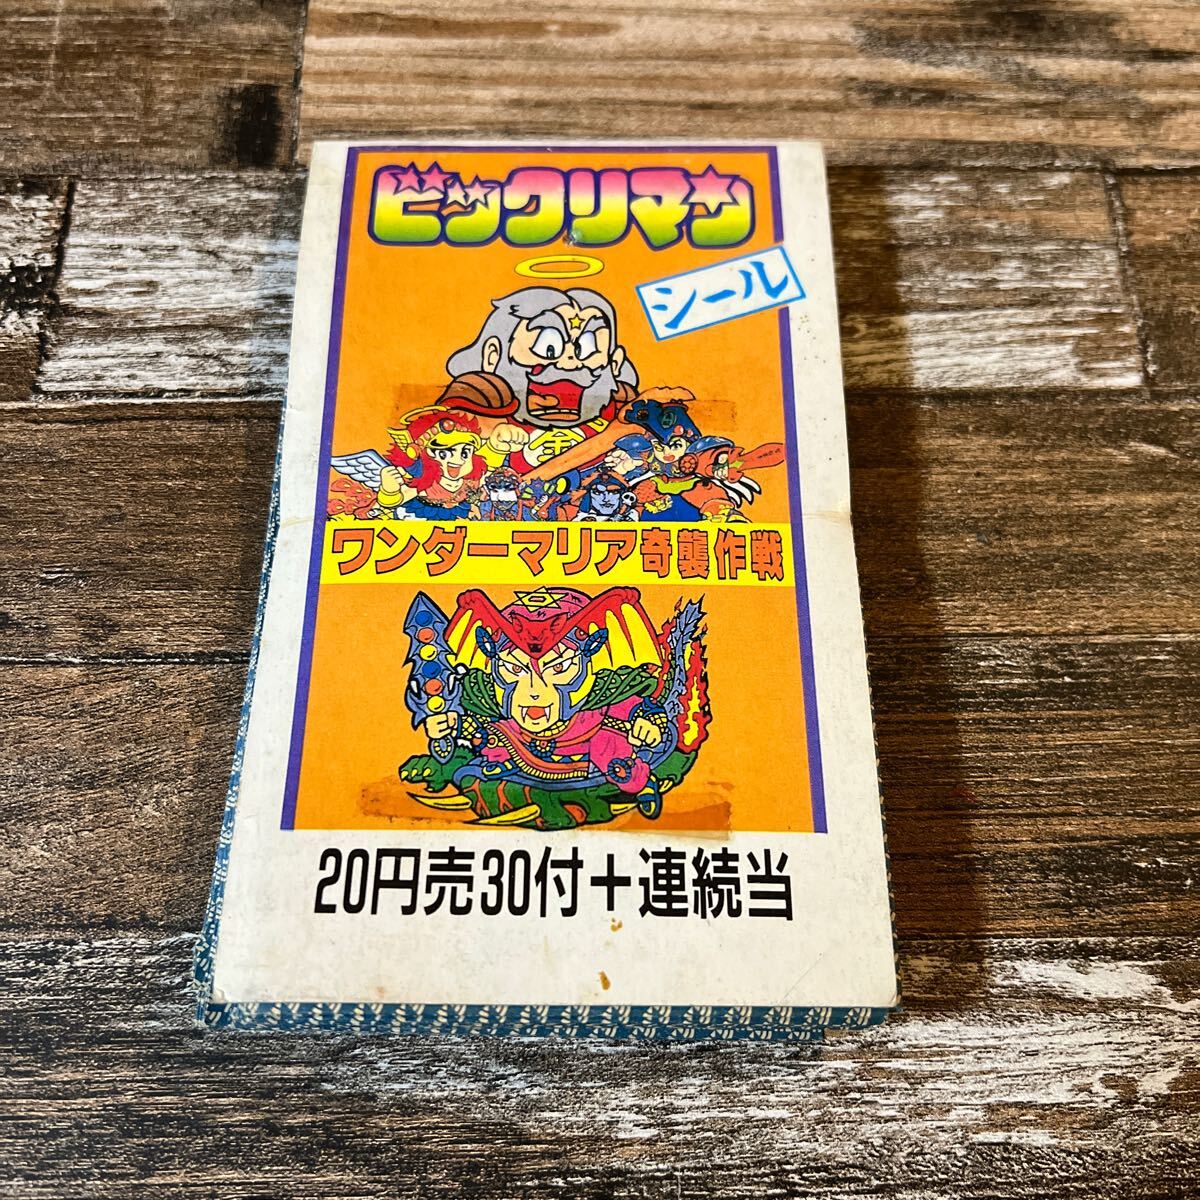 ビックリマン
シール
金
ワンダーマリア奇襲作戦
20円売30付+連続当